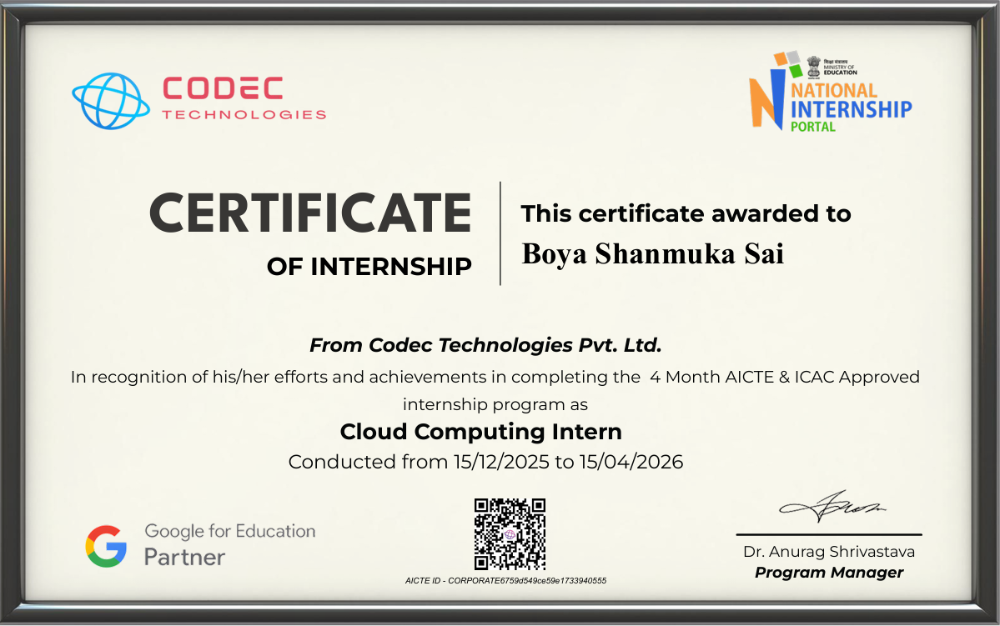 CODEC
TECHNOLOGIES
MINISTRY OF
EDUCATION
NATIONAL
INTERNSHIP
PORTAL
CERTIFICATE
OF INTERNSHIP
This certificate awarded to
Boya Shanmuka Sai
From Codec Technologies Pvt. Ltd.
In recognition of his/her efforts and achievements in completing the 4 Month AICTE & ICAC Approved
internship program as
Cloud Computing Intern
Conducted from 15/12/2025 to 15/04/2026
Google for Education
Partner
AICTE ID - CORPORATE6759d549ce59e1733940555
Dr. Anurag Shrivastava
Program Manager